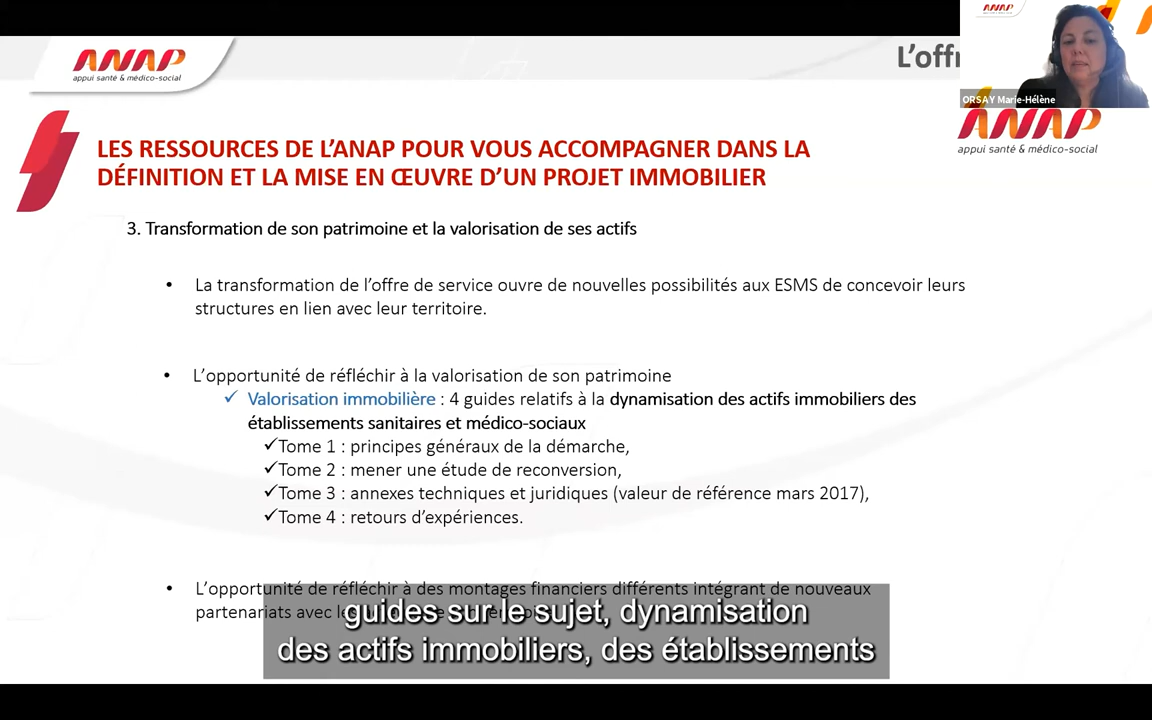 ANAP
appui santé & médico-social
L'offr
ANAP
ORSAY Marie-Hélène
ANAP
appui santé & médico-social
LES RESSOURCES DE L'ANAP POUR VOUS ACCOMPAGNER DANS LA
DÉFINITION ET LA MISE EN ŒUVRE D'UN PROJET IMMOBILIER
3. Transformation de son patrimoine et la valorisation de ses actifs
• La transformation de l'offre de service ouvre de nouvelles possibilités aux ESMS de concevoir leurs
structures en lien avec leur territoire.
• L'opportunité de réfléchir à la valorisation de son patrimoine
✓ Valorisation immobilière : 4 guides relatifs à la dynamisation des actifs immobiliers des
établissements sanitaires et médico-sociaux
✓Tome 1 : principes généraux de la démarche,
✓Tome 2 : mener une étude de reconversion,
✓Tome 3 : annexes techniques et juridiques (valeur de référence mars 2017),
✓Tome 4 : retours d'expériences.
• L'opportunité de réfléchir à des montages financiers différents intégrant de nouveaux
partenariats avec les
guides sur le sujet, dynamisation
des actifs immobiliers, des établissements